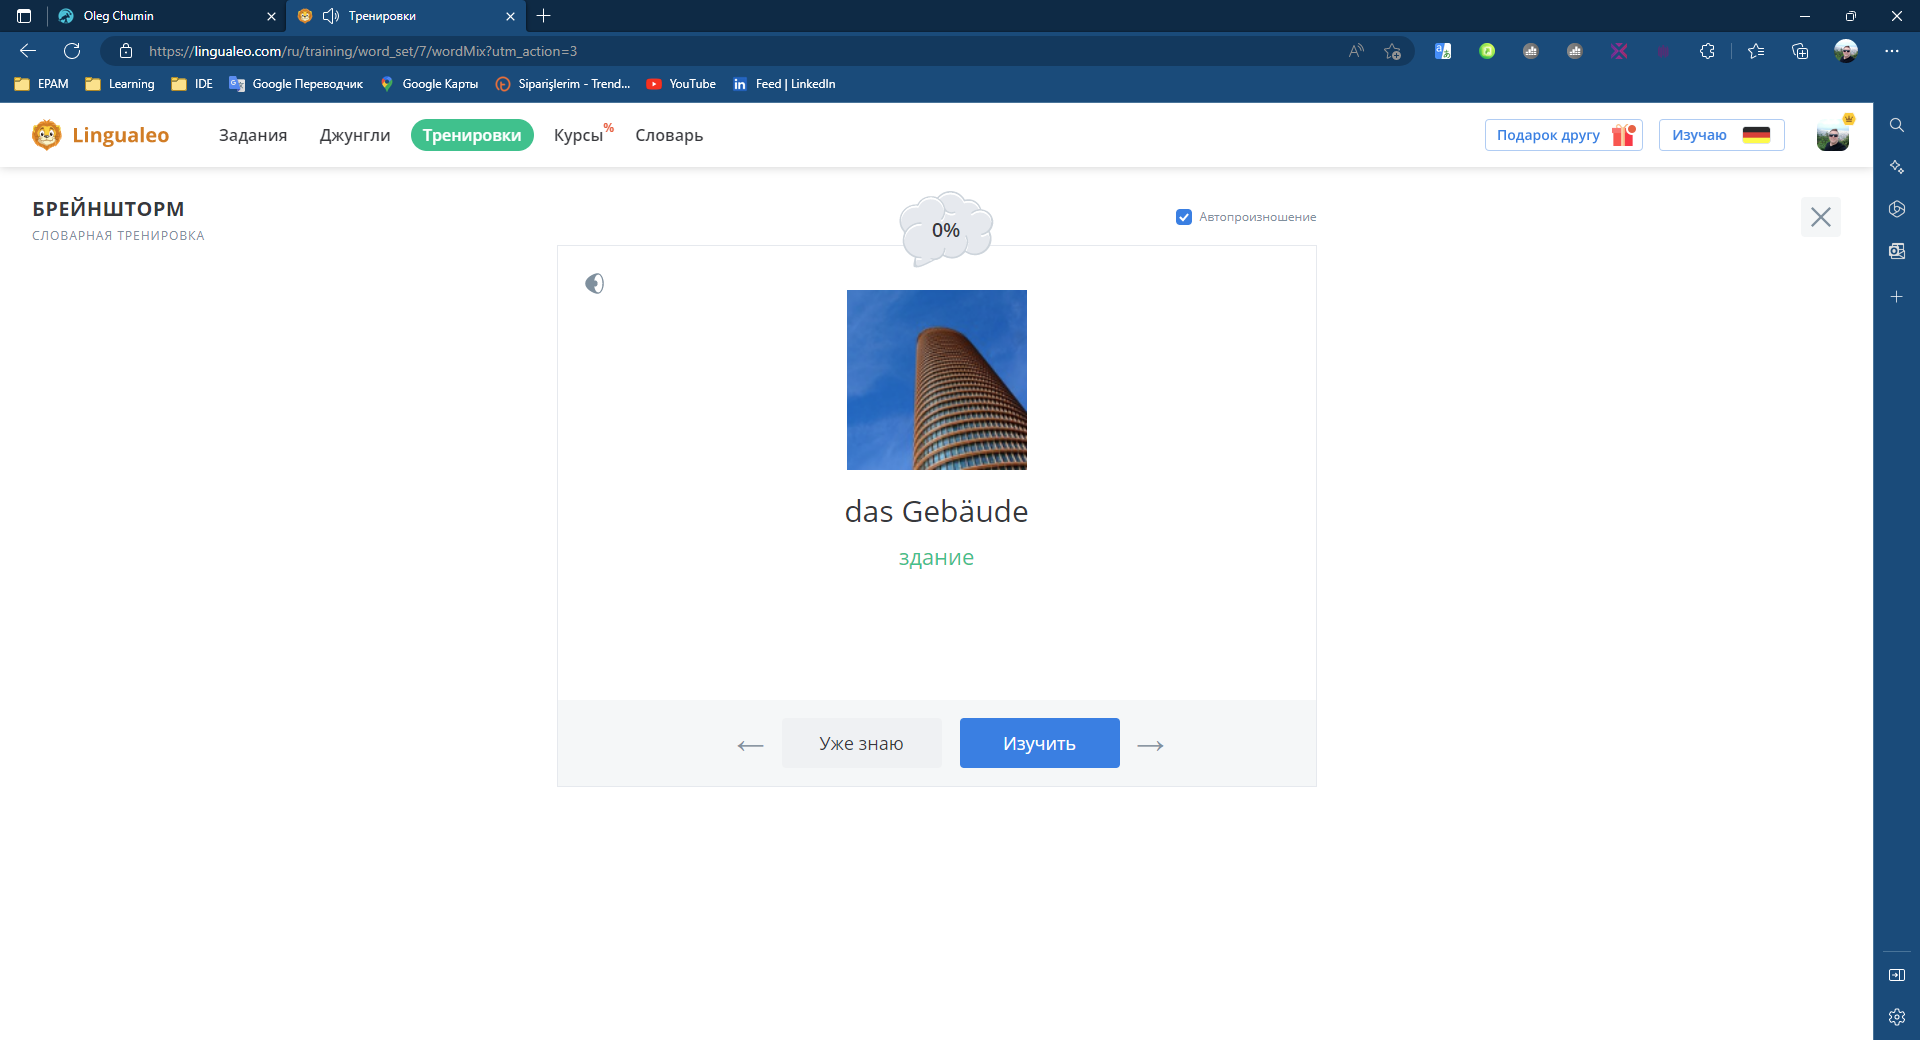 Oleg Chumin
Тренировки
https://lingualeo.com/ru/training/word_set/7/wordMix?utm_action=3
EPAM
Learning
IDE
Google Переводчик
Google Карты
Siparişlerim - Trend...
YouTube
Feed | LinkedIn
Lingualeo
Задания
Джунгли
Тренировки
Курсы%
Словарь
Подарок другу
Изучаю
БРЕЙНШТОРМ
СЛОВАРНАЯ ТРЕНИРОВКА
0%
Автопроизношение
das Gebäude
здание
Уже знаю
Изучить